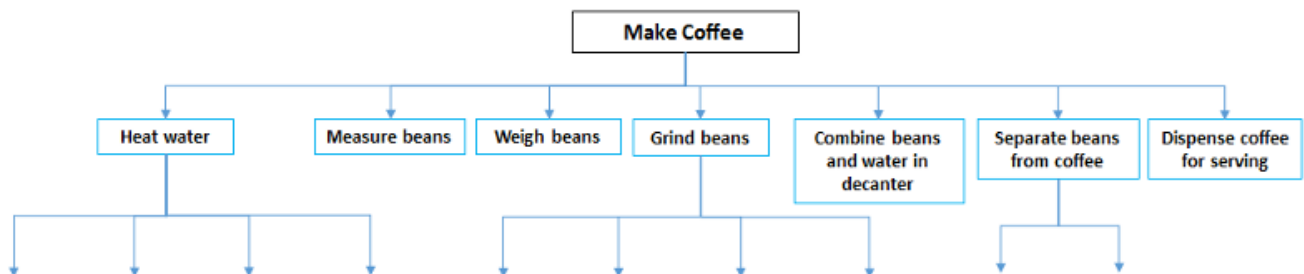 Make Coffee
Heat water
Measure beans
Weigh beans
Grind beans
Combine beans
and water in
decanter
Separate beans
from coffee
Dispense coffee
for serving